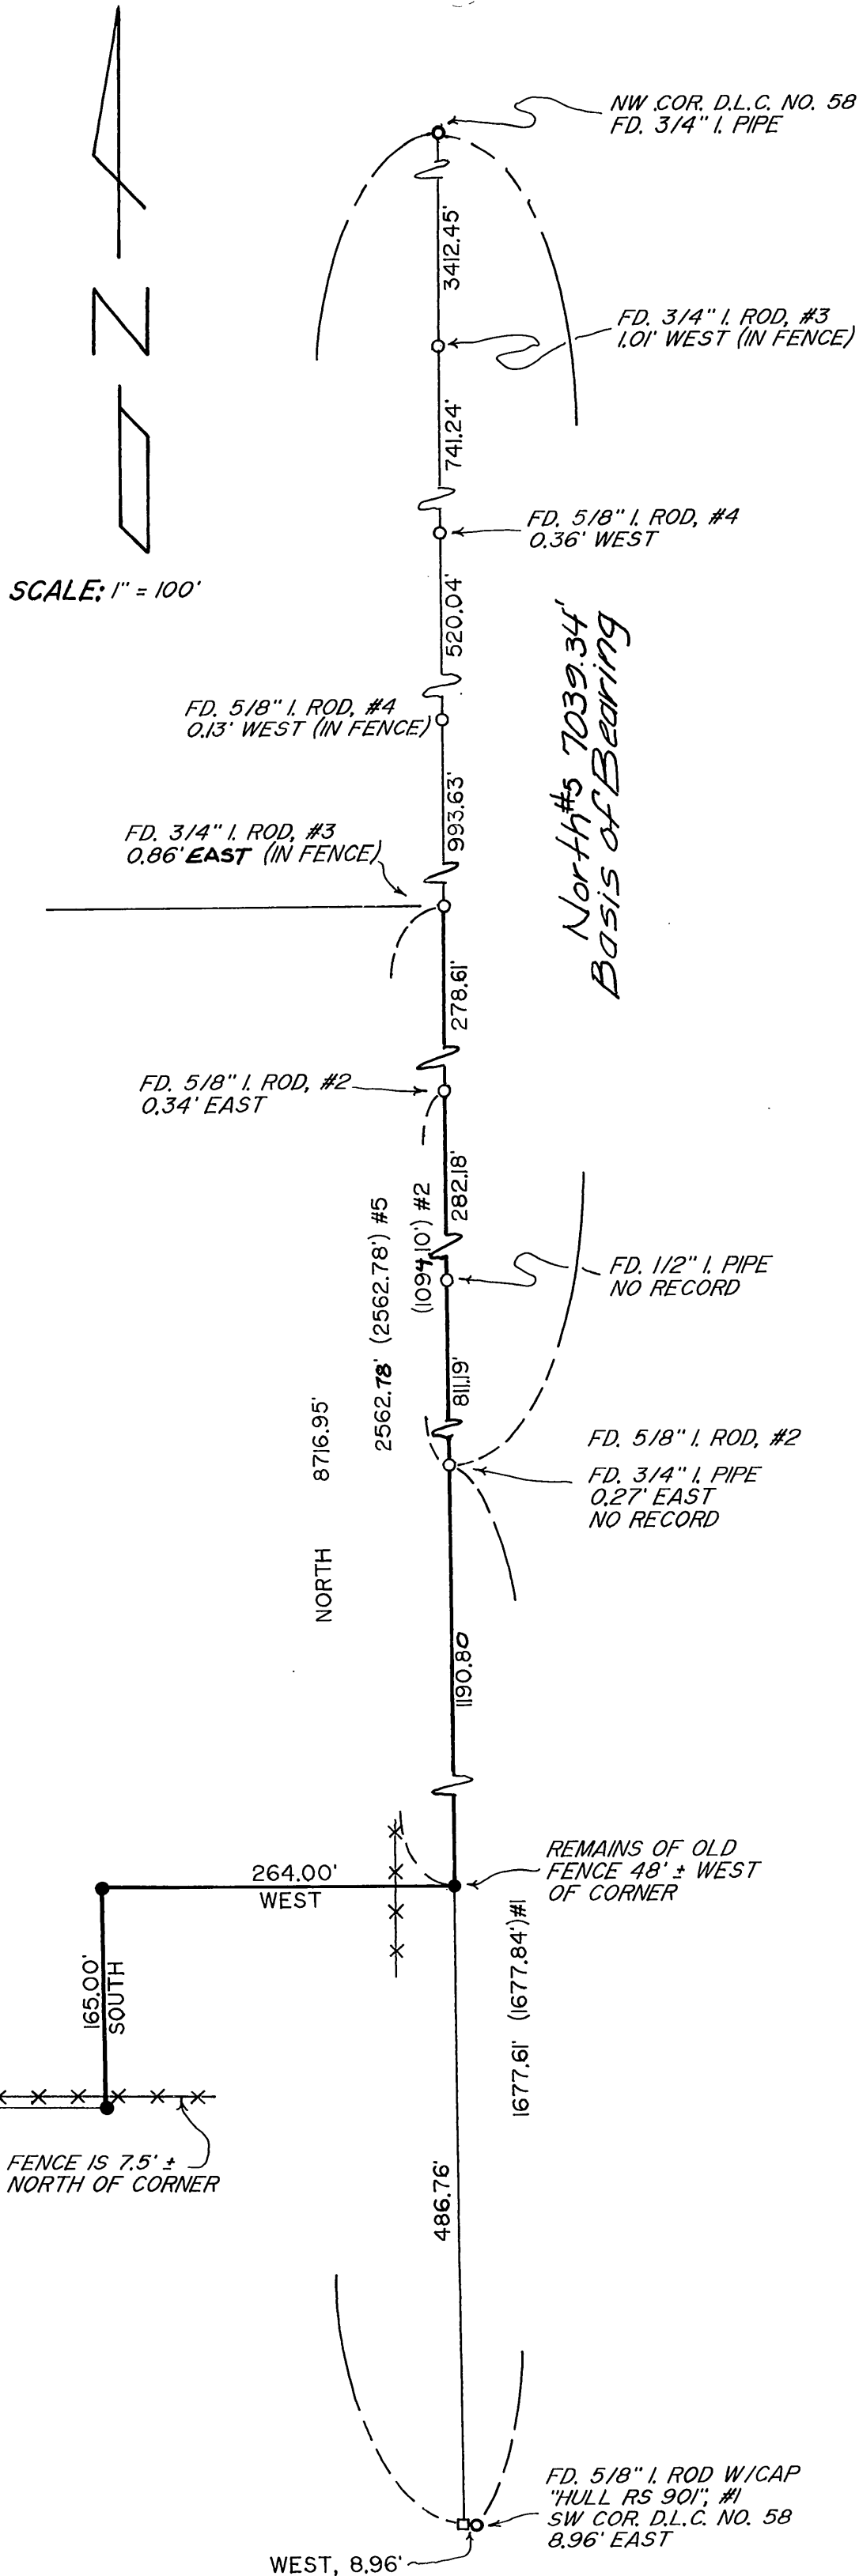 NW COR. D.L.C. NO. 58
FD. 3/4" I. PIPE
3412.45'
FD. 3/4" I. ROD, #3
1.01' WEST (IN FENCE)
N
741.24'
FD. 5/8" I. ROD, #4
0.36' WEST
SCALE: 1" = 100'
520.04'
North #5 7039.34'
Basis of Bearing
FD. 5/8" I. ROD, #4
0.13' WEST (IN FENCE)
993.63'
FD. 3/4" I. ROD, #3
0.86' EAST (IN FENCE)
278.61'
FD. 5/8" I. ROD, #2
0.34' EAST
282.18'
(1094.10') #2
2562.78' (2562.78') #5
FD. 1/2" I. PIPE
NO RECORD
811.19'
NORTH 8716.95'
FD. 5/8" I. ROD, #2
FD. 3/4" I. PIPE
0.27' EAST
NO RECORD
1190.80
REMAINS OF OLD
FENCE 48' ± WEST
OF CORNER
264.00'
WEST
165.00'
SOUTH
1677.61' (1677.84') #1
FENCE IS 7.5' ±
NORTH OF CORNER
486.76'
FD. 5/8" I. ROD W/CAP
"HULL RS 901", #1
SW COR. D.L.C. NO. 58
8.96' EAST
WEST, 8.96'